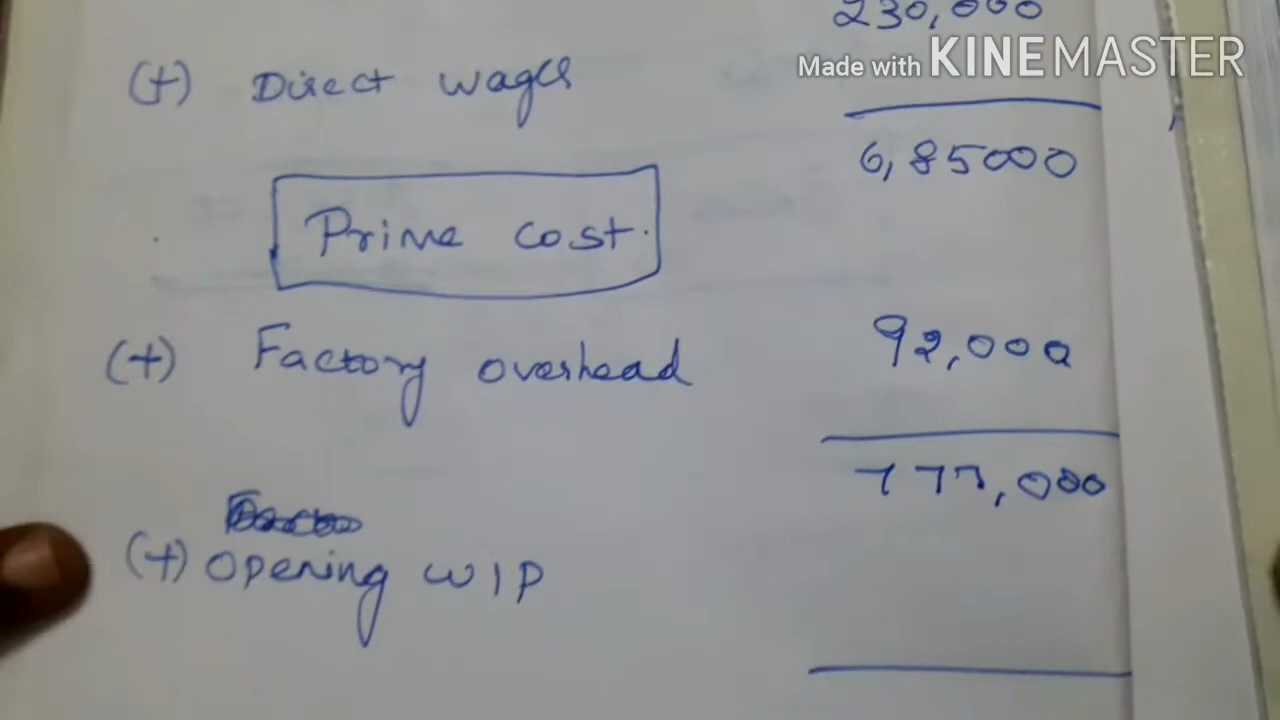 230,000
Made with KINEMASTER
(+) Direct wages
6,85000
Prime cost.
(+) Factory overhead 92,000
777,000
(+) Opening WIP